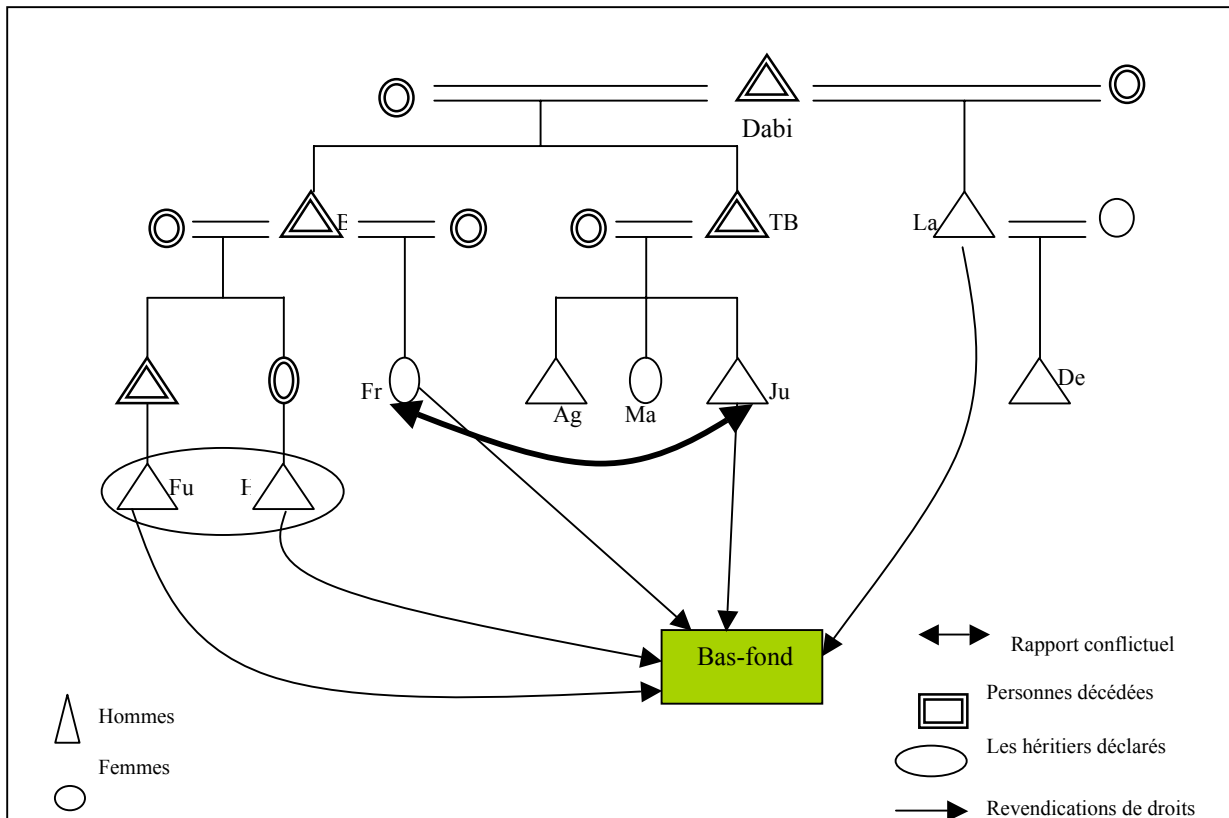 Dabi
TB
La
Fr
Ag
Ma
Ju
De
Fu
Bas-fond
Rapport conflictuel
Personnes décédées
Les héritiers déclarés
Revendications de droits
Hommes
Femmes